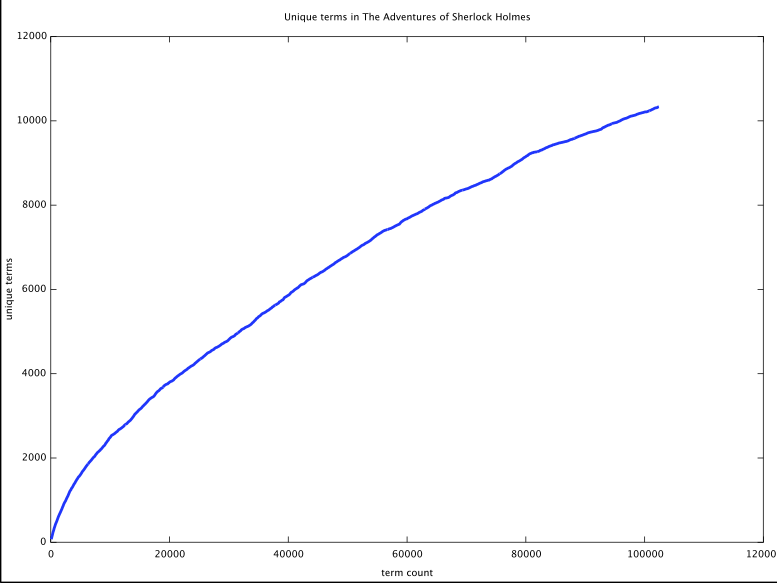 Unique terms in The Adventures of Sherlock Holmes
12000
10000
8000
6000
4000
2000
0
unique terms
0 20000 40000 60000 80000 100000 12000
term count